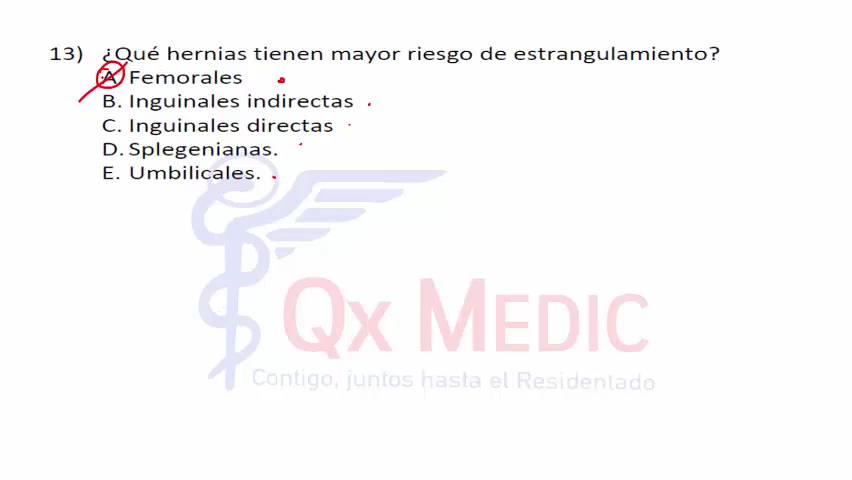 13) ¿Qué hernias tienen mayor riesgo de estrangulamiento?
A. Femorales
B. Inguinales indirectas
C. Inguinales directas
D. Splegenianas.
E. Umbilicales.
Qx MEDIC
Contigo, juntos hasta el Residentado